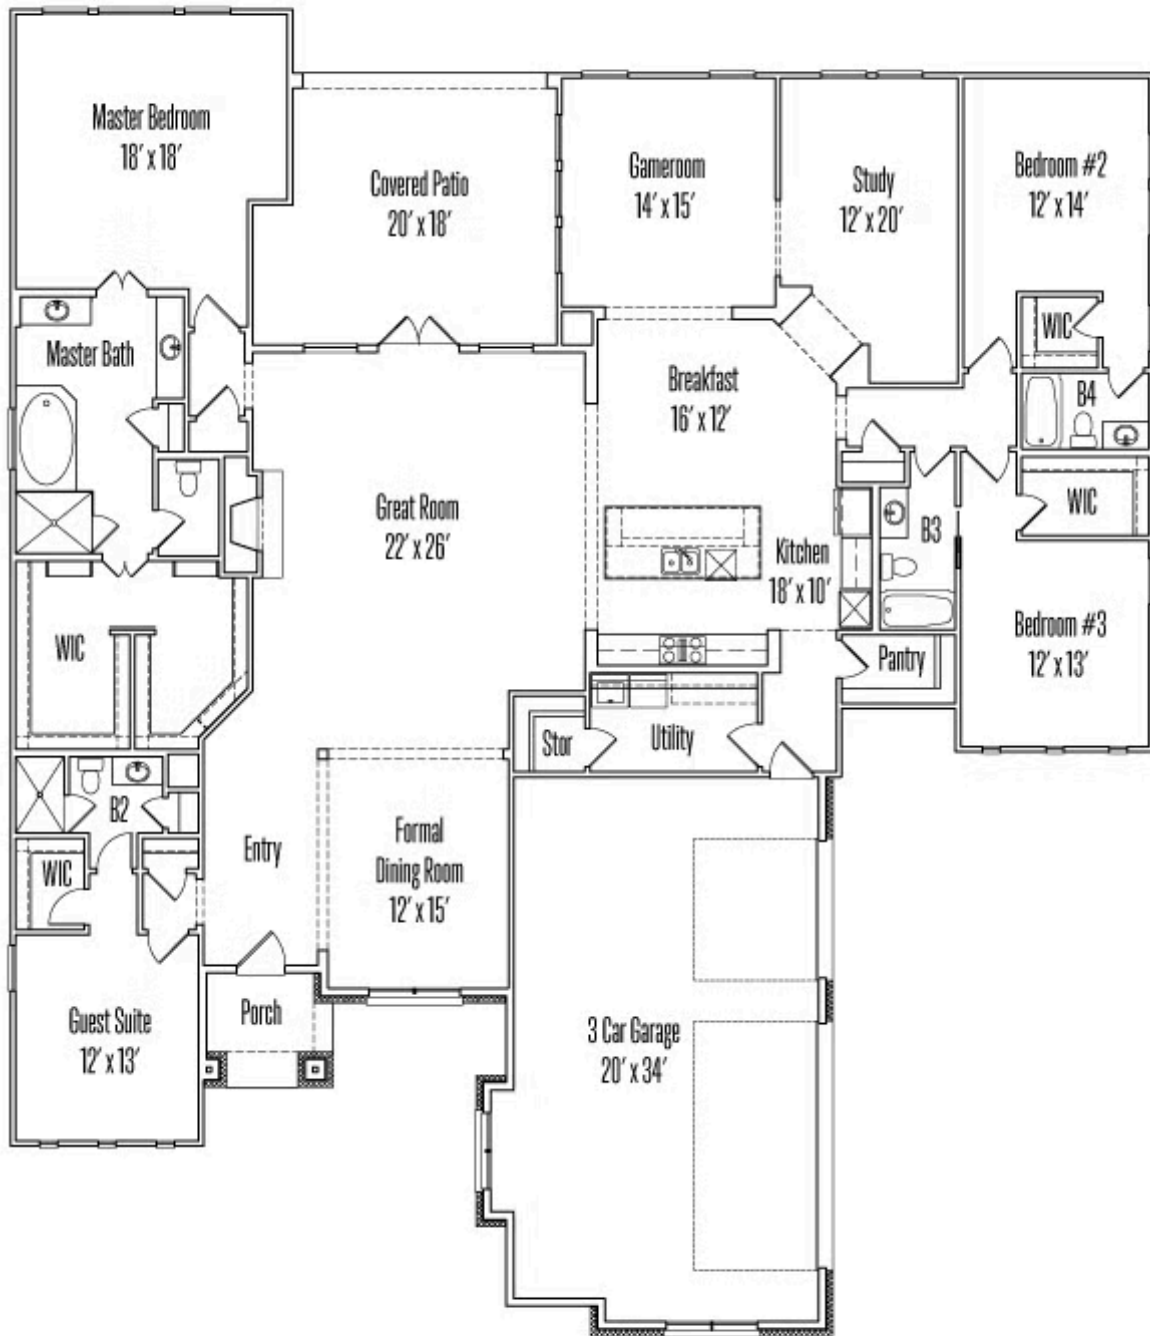 Master Bedroom
18' x 18'
Covered Patio
20' x 18'
Gameroom
14' x 15'
Study
12' x 20'
Bedroom #2
12' x 14'
WIC
Master Bath
Breakfast
16' x 12'
B4
Great Room
22' x 26'
WIC
B3
Kitchen
18' x 10'
WIC
Bedroom #3
12' x 13'
Pantry
Stor
Utility
B2
WIC
Entry
Formal
Dining Room
12' x 15'
Guest Suite
12' x 13'
Porch
3 Car Garage
20' x 34'